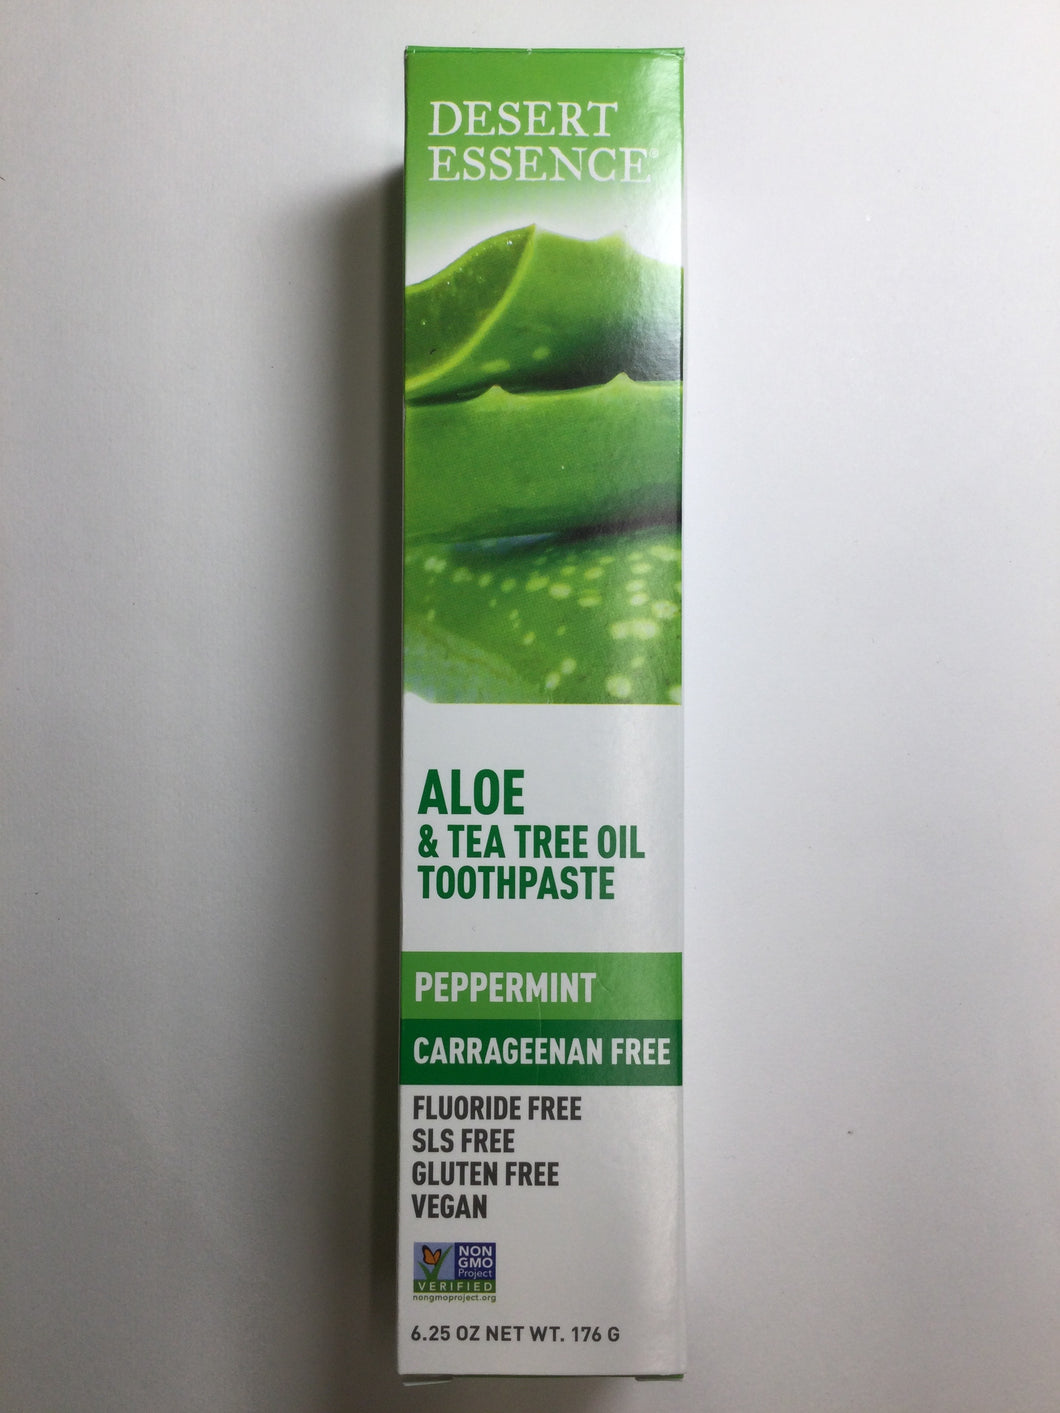 DESERT
ESSENCE®
ALOE
& TEA TREE OIL
TOOTHPASTE
PEPPERMINT
CARRAGEENAN FREE
FLUORIDE FREE
SLS FREE
GLUTEN FREE
VEGAN
NON
GMO
Project
VERIFIED
nongmoproject.org
6.25 OZ NET WT. 176 G